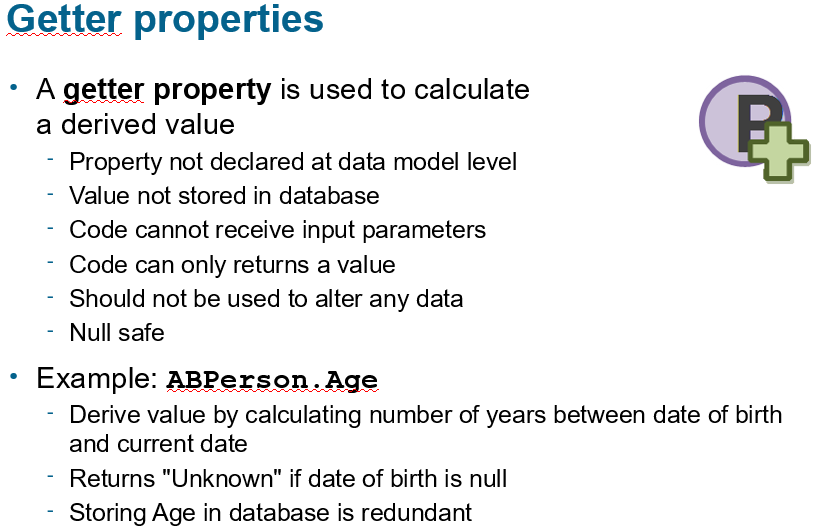 Getter properties
• A getter property is used to calculate
a derived value
- Property not declared at data model level
- Value not stored in database
- Code cannot receive input parameters
- Code can only returns a value
- Should not be used to alter any data
- Null safe
• Example: ABPerson.Age
- Derive value by calculating number of years between date of birth
and current date
- Returns "Unknown" if date of birth is null
- Storing Age in database is redundant
P